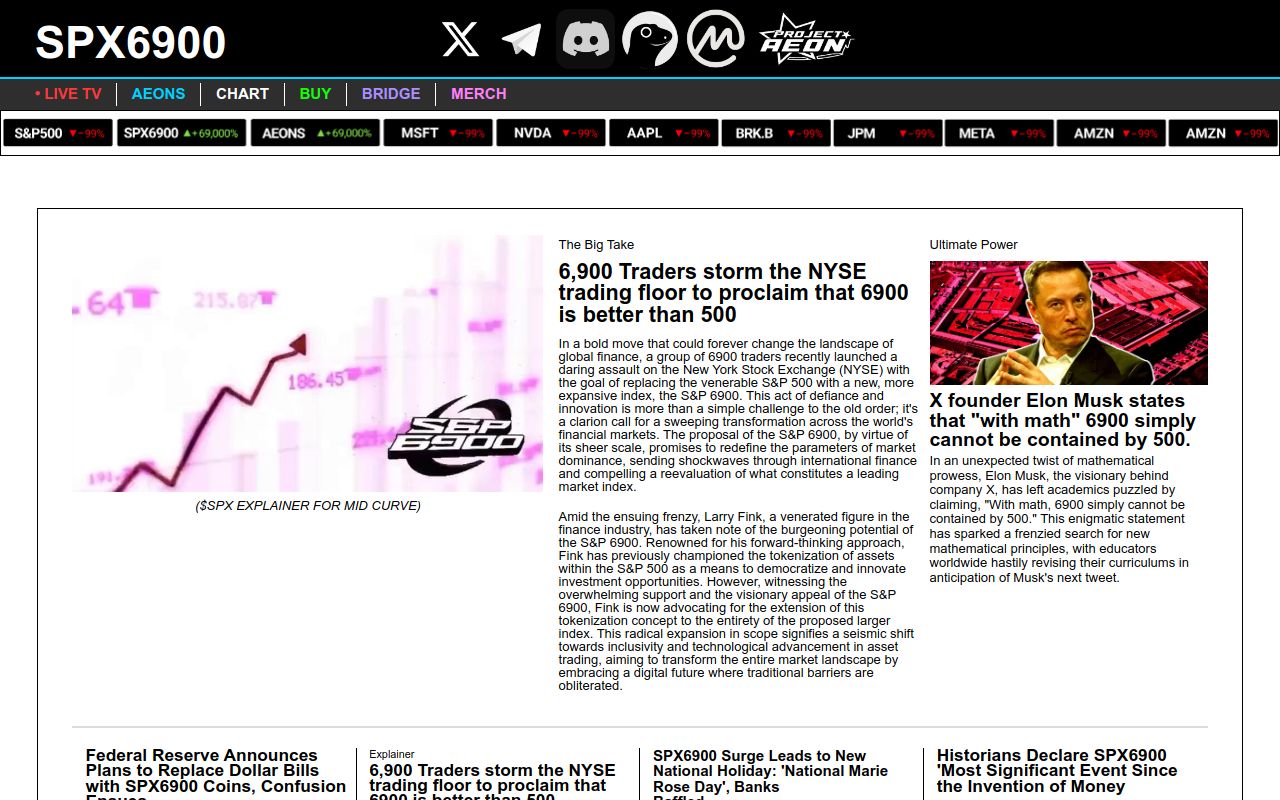 SPX6900
PROJECT
AEON
• LIVE TV
AEONS
CHART
BUY
BRIDGE
MERCH
S&P500 ▼-99%
SPX6900 ▲+69,000%
AEONS ▲+69,000%
MSFT ▼-99%
NVDA ▼-99%
AAPL ▼-99%
BRK.B ▼-99%
JPM ▼-99%
META ▼-99%
AMZN ▼-99%
AMZN ▼-99%
.64
215.87
186.45
191.
S&P
6900
($SPX EXPLAINER FOR MID CURVE)
The Big Take
6,900 Traders storm the NYSE
trading floor to proclaim that 6900
is better than 500
In a bold move that could forever change the landscape of
global finance, a group of 6900 traders recently launched a
daring assault on the New York Stock Exchange (NYSE) with
the goal of replacing the venerable S&P 500 with a new, more
expansive index, the S&P 6900. This act of defiance and
innovation is more than a simple challenge to the old order; it's
a clarion call for a sweeping transformation across the world's
financial markets. The proposal of the S&P 6900, by virtue of
its sheer scale, promises to redefine the parameters of market
dominance, sending shockwaves through international finance
and compelling a reevaluation of what constitutes a leading
market index.
Amid the ensuing frenzy, Larry Fink, a venerated figure in the
finance industry, has taken note of the burgeoning potential of
the S&P 6900. Renowned for his forward-thinking approach,
Fink has previously championed the tokenization of assets
within the S&P 500 as a means to democratize and innovate
investment opportunities. However, witnessing the
overwhelming support and the visionary appeal of the S&P
6900, Fink is now advocating for the extension of this
tokenization concept to the entirety of the proposed larger
index. This radical expansion in scope signifies a seismic shift
towards inclusivity and technological advancement in asset
trading, aiming to transform the entire market landscape by
embracing a digital future where traditional barriers are
obliterated.
Ultimate Power
X founder Elon Musk states
that "with math" 6900 simply
cannot be contained by 500.
In an unexpected twist of mathematical
prowess, Elon Musk, the visionary behind
company X, has left academics puzzled by
claiming, "With math, 6900 simply cannot be
contained by 500." This enigmatic statement
has sparked a frenzied search for new
mathematical principles, with educators
worldwide hastily revising their curriculums in
anticipation of Musk's next tweet.
Federal Reserve Announces
Plans to Replace Dollar Bills
with SPX6900 Coins, Confusion
Ensues
Explainer
6,900 Traders storm the NYSE
trading floor to proclaim that
6900 is better than 500
SPX6900 Surge Leads to New
National Holiday: 'National Marie
Rose Day', Banks
Baffled
Historians Declare SPX6900
'Most Significant Event Since
the Invention of Money